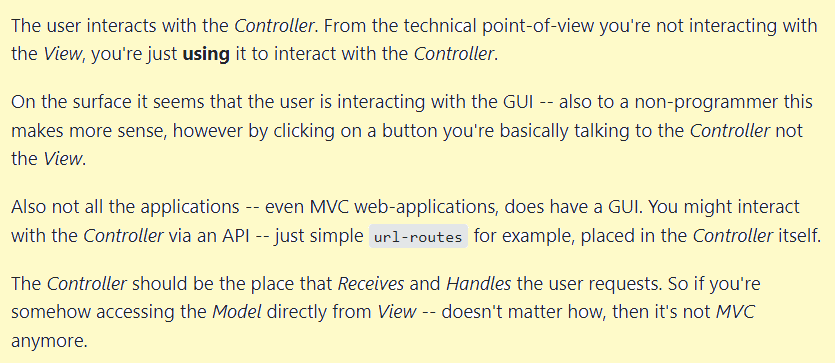 The user interacts with the Controller. From the technical point-of-view you're not interacting with
the View, you're just using it to interact with the Controller.
On the surface it seems that the user is interacting with the GUI -- also to a non-programmer this
makes more sense, however by clicking on a button you're basically talking to the Controller not
the View.
Also not all the applications -- even MVC web-applications, does have a GUI. You might interact
with the Controller via an API -- just simple url-routes for example, placed in the Controller itself.
The Controller should be the place that Receives and Handles the user requests. So if you're
somehow accessing the Model directly from View -- doesn't matter how, then it's not MVC
anymore.